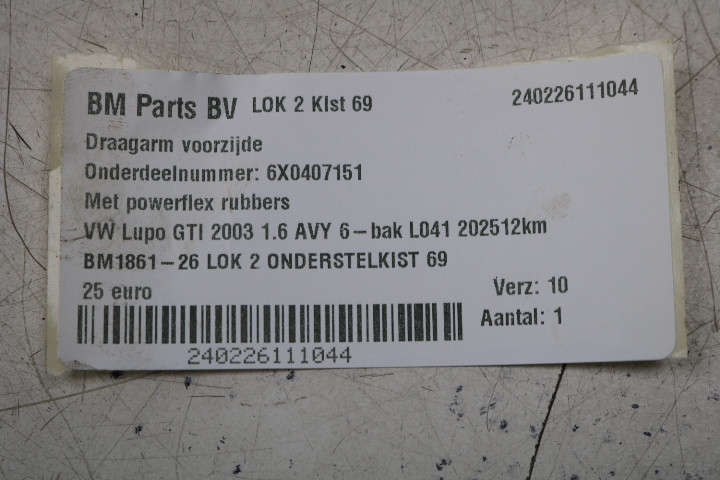 BM Parts BV LOK 2 Kist 69 240226111044
Draagarm voorzijde
Onderdeelnummer: 6X0407151
Met powerflex rubbers
VW Lupo GTI 2003 1.6 AVY 6-bak L041 202512km
BM1861-26 LOK 2 ONDERSTELKIST 69
25 euro Verz: 10
Aantal: 1
240226111044